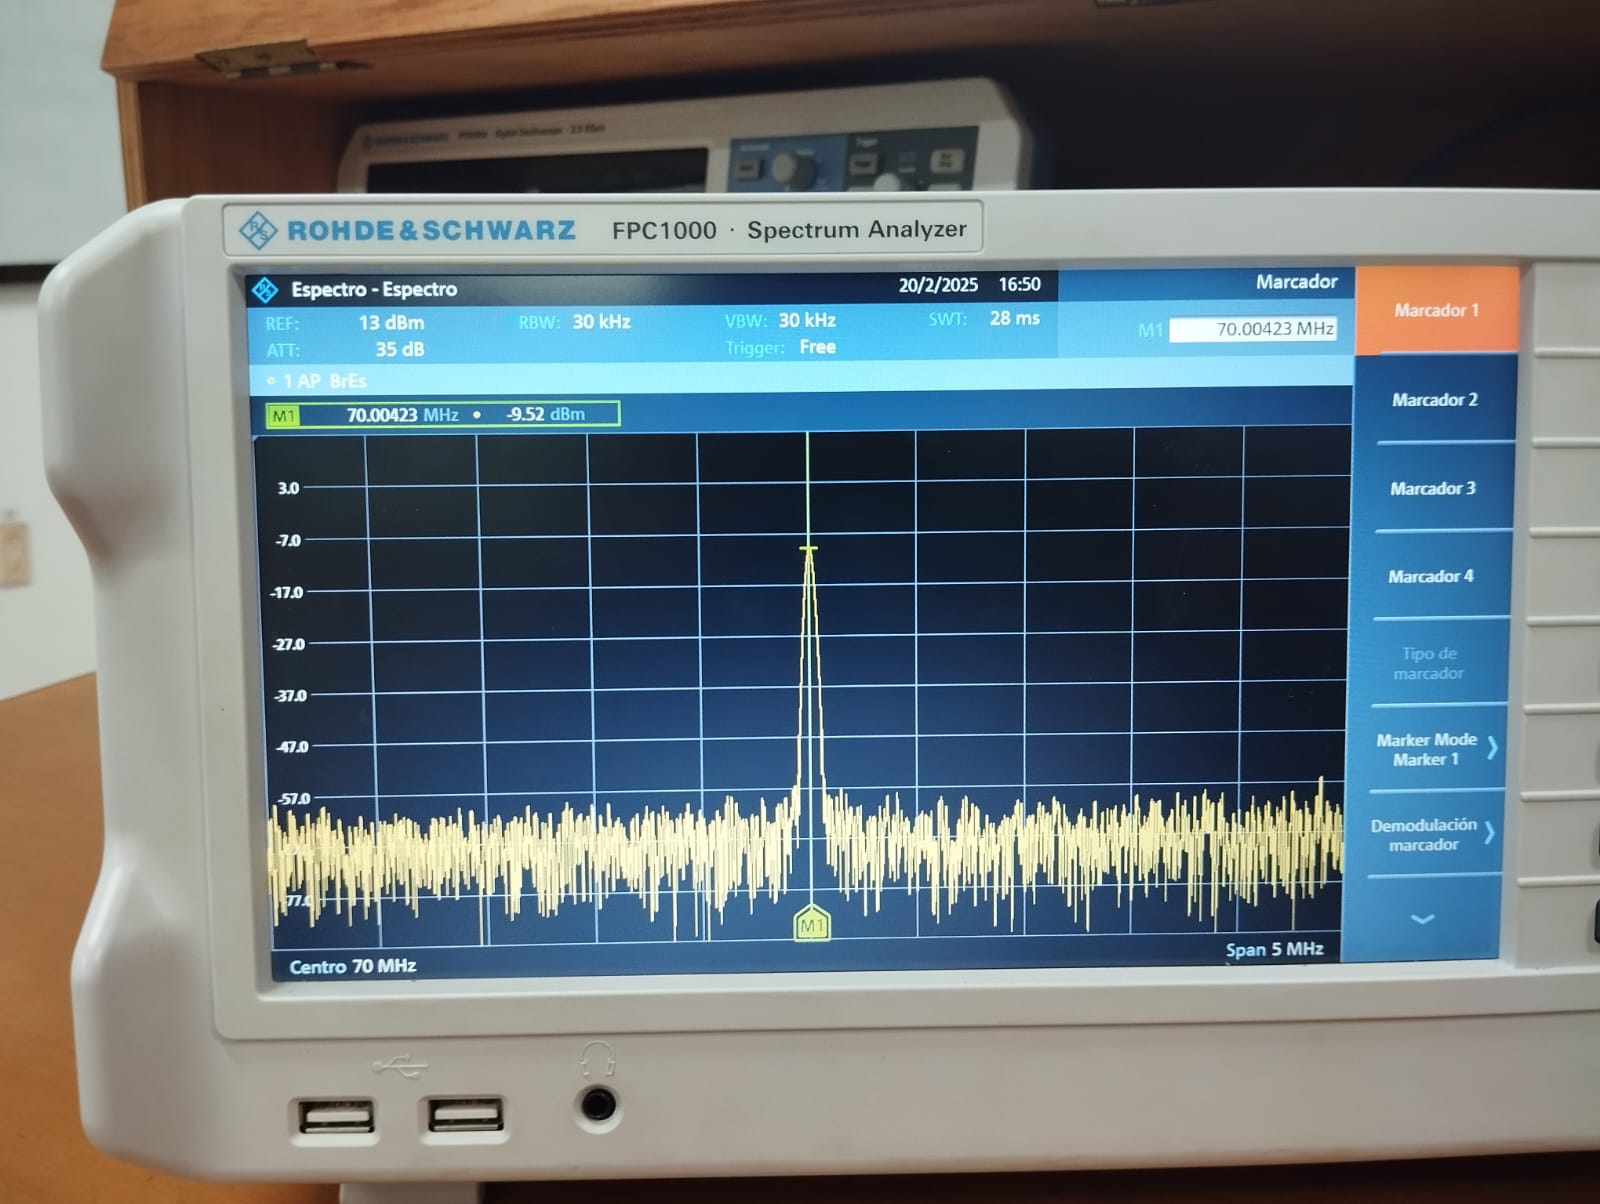 ROHDE&SCHWARZ FPC1000 · Spectrum Analyzer
Espectro - Espectro 20/2/2025 16:50 Marcador
REF: 13 dBm RBW: 30 kHz VBW: 30 kHz SWT: 28 ms
M1 70.00423 MHz
ATT: 35 dB Trigger: Free
1 AP BrEs
M1 70.00423 MHz • -9.52 dBm
3.0
-7.0
-17.0
-27.0
-37.0
-47.0
-57.0
M1
Centro 70 MHz Span 5 MHz
Marcador 1
Marcador 2
Marcador 3
Marcador 4
Tipo de
marcador
Marker Mode
Marker 1
Demodulación
marcador